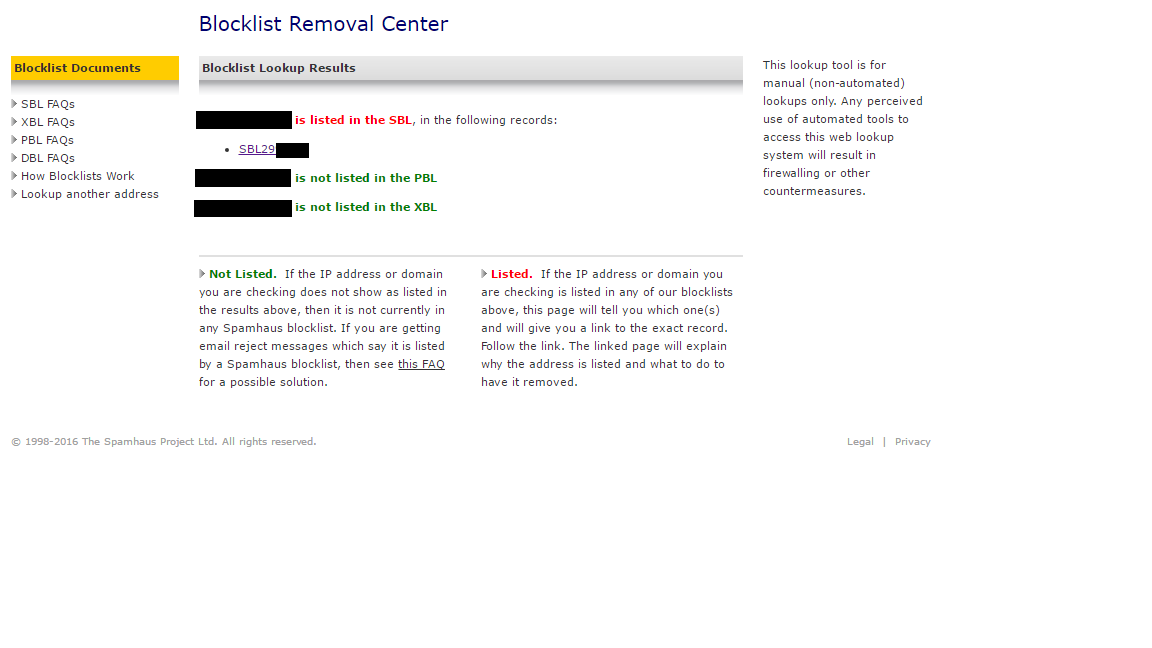 Blocklist Removal Center
Blocklist Documents
SBL FAQs
XBL FAQs
PBL FAQs
DBL FAQs
How Blocklists Work
Lookup another address
Blocklist Lookup Results
is listed in the SBL, in the following records:
• SBL29
is not listed in the PBL
is not listed in the XBL
Not Listed. If the IP address or domain
you are checking does not show as listed in
the results above, then it is not currently in
any Spamhaus blocklist. If you are getting
email reject messages which say it is listed
by a Spamhaus blocklist, then see this FAQ
for a possible solution.
Listed. If the IP address or domain you
are checking is listed in any of our blocklists
above, this page will tell you which one(s)
and will give you a link to the exact record.
Follow the link. The linked page will explain
why the address is listed and what to do to
have it removed.
This lookup tool is for
manual (non-automated)
lookups only. Any perceived
use of automated tools to
access this web lookup
system will result in
firewalling or other
countermeasures.
© 1998-2016 The Spamhaus Project Ltd. All rights reserved.
Legal | Privacy